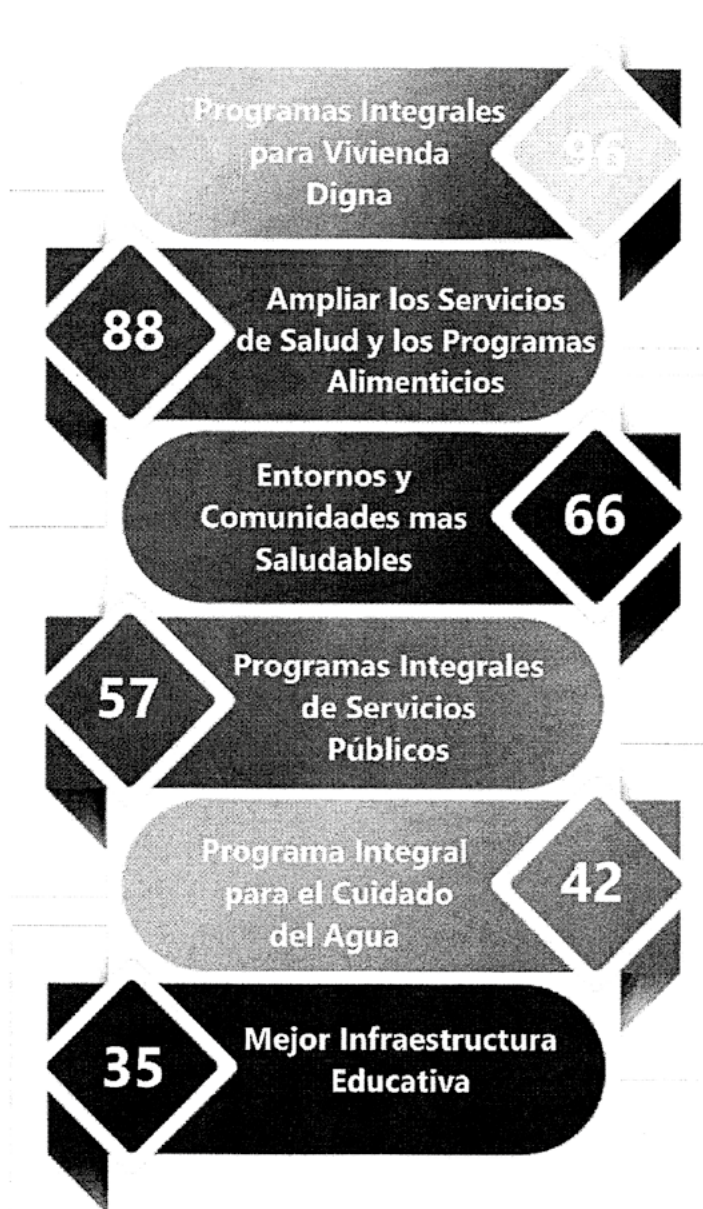 Programas Integrales
para Vivienda
Digna
96
88
Ampliar los Servicios
de Salud y los Programas
Alimenticios
Entornos y
Comunidades mas
Saludables
66
57
Programas Integrales
de Servicios
Públicos
Programa Integral
para el Cuidado
del Agua
42
35
Mejor Infraestructura
Educativa